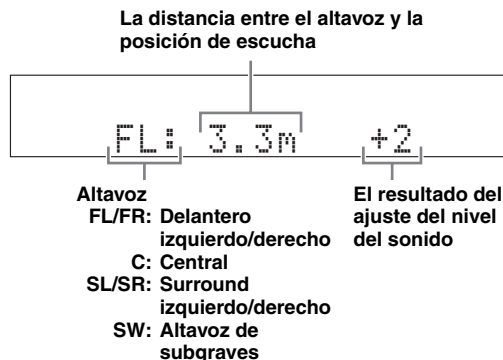 La distancia entre el altavoz y la
posición de escucha
FL: 3.3m +2
Altavoz
FL/FR: Delantero
izquierdo/derecho
C: Central
SL/SR: Surround
izquierdo/derecho
SW: Altavoz de
subgraves
El resultado del
ajuste del nivel
del sonido